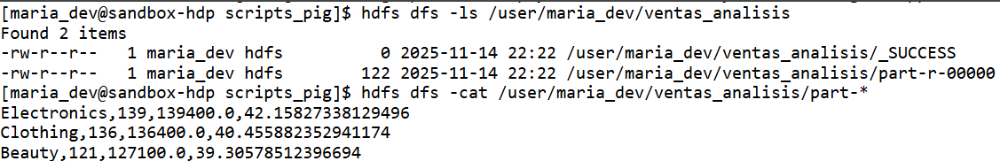 [maria_dev@sandbox-hdp scripts_pig]$ hdfs dfs -ls /user/maria_dev/ventas_analisis
Found 2 items
-rw-r--r--   1 maria_dev hdfs          0 2025-11-14 22:22 /user/maria_dev/ventas_analisis/_SUCCESS
-rw-r--r--   1 maria_dev hdfs        122 2025-11-14 22:22 /user/maria_dev/ventas_analisis/part-r-00000
[maria_dev@sandbox-hdp scripts_pig]$ hdfs dfs -cat /user/maria_dev/ventas_analisis/part-*
Electronics,139,139400.0,42.15827338129496
Clothing,136,136400.0,40.455882352941174
Beauty,121,127100.0,39.30578512396694